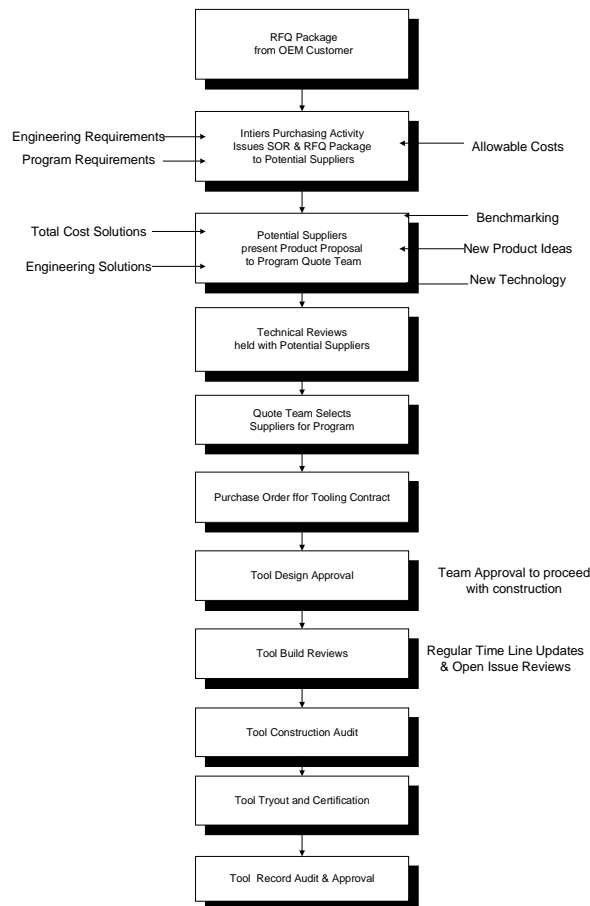 RFQ Package
from OEM Customer
Engineering Requirements
Program Requirements
Intiers Purchasing Activity
Issues SOR & RFQ Package
to Potential Suppliers
Allowable Costs
Total Cost Solutions
Engineering Solutions
Potential Suppliers
present Product Proposal
to Program Quote Team
Benchmarking
New Product Ideas
New Technology
Technical Reviews
held with Potential Suppliers
Quote Team Selects
Suppliers for Program
Purchase Order ffor Tooling Contract
Tool Design Approval
Team Approval to proceed
with construction
Tool Build Reviews
Regular Time Line Updates
& Open Issue Reviews
Tool Construction Audit
Tool Tryout and Certification
Tool Record Audit & Approval